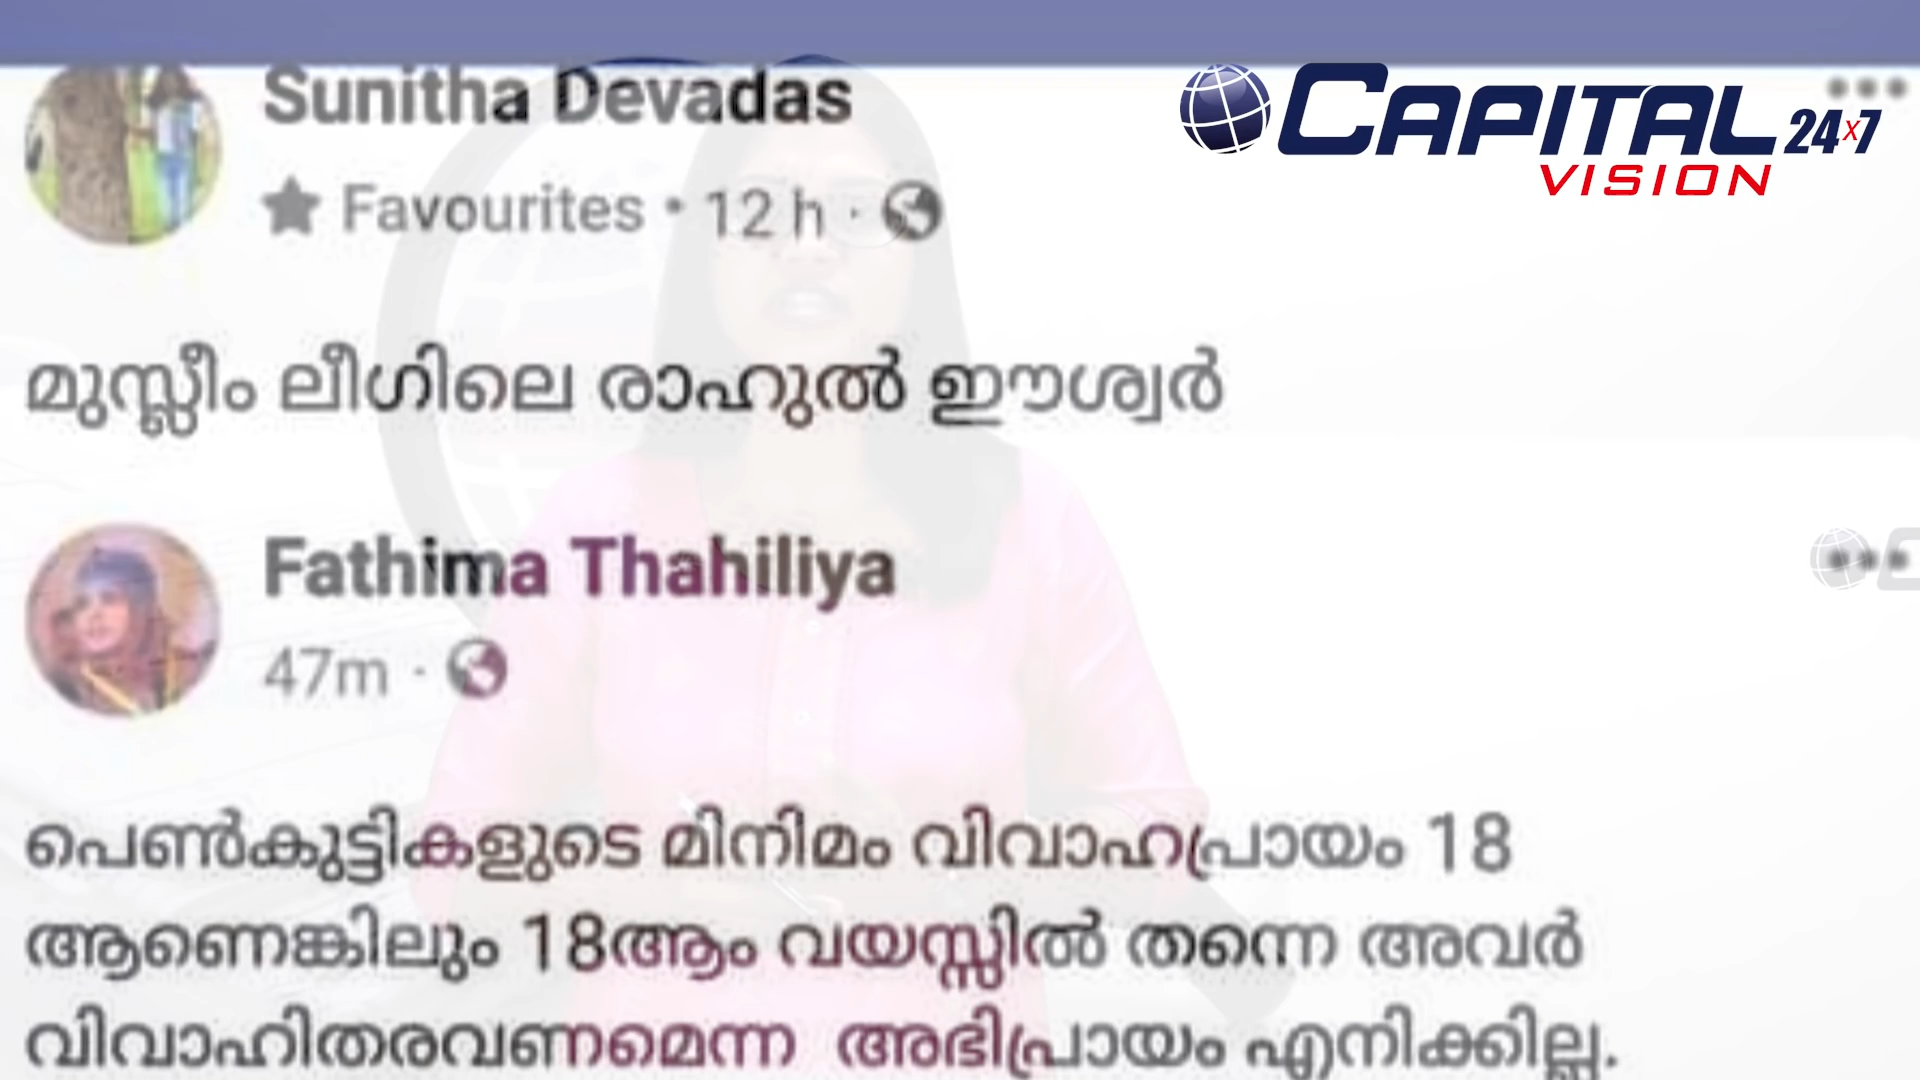 Sunitha Devadas
CAPITAL 24x7
VISION
Favourites • 12 h ·
മുസ്ലീം ലീഗിലെ രാഹുൽ ഈശ്വർ
Fathima Thahiliya
47m ·
പെൺകുട്ടികളുടെ മിനിമം വിവാഹപ്രായം 18
ആണെങ്കിലും 18ആം വയസ്സിൽ തന്നെ അവർ
വിവാഹിതരവണമെന്ന അഭിപ്രായം എനിക്കില്ല.